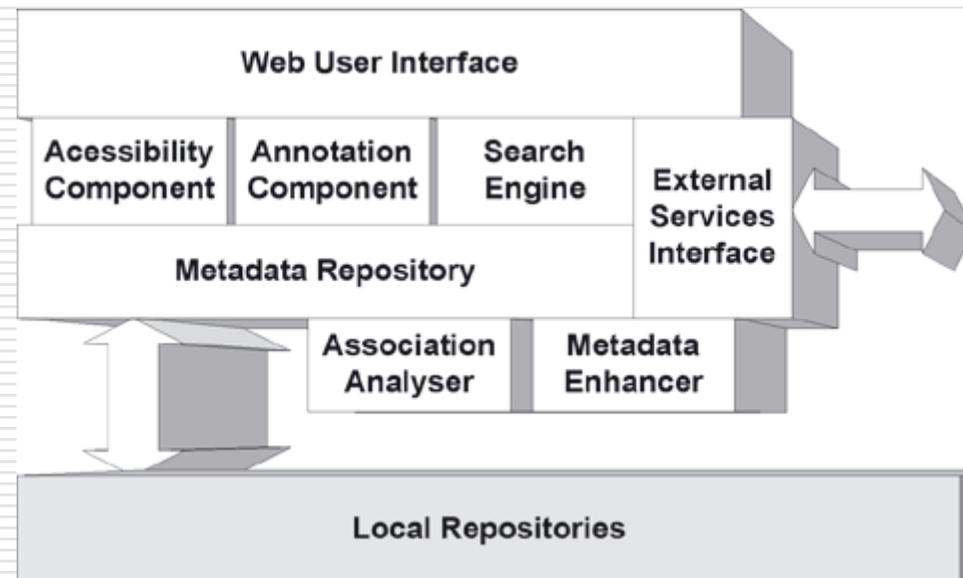 Web User Interface
Acessibility
Component
Annotation
Component
Search
Engine
External
Services
Interface
Metadata Repository
Association
Analyser
Metadata
Enhancer
Local Repositories